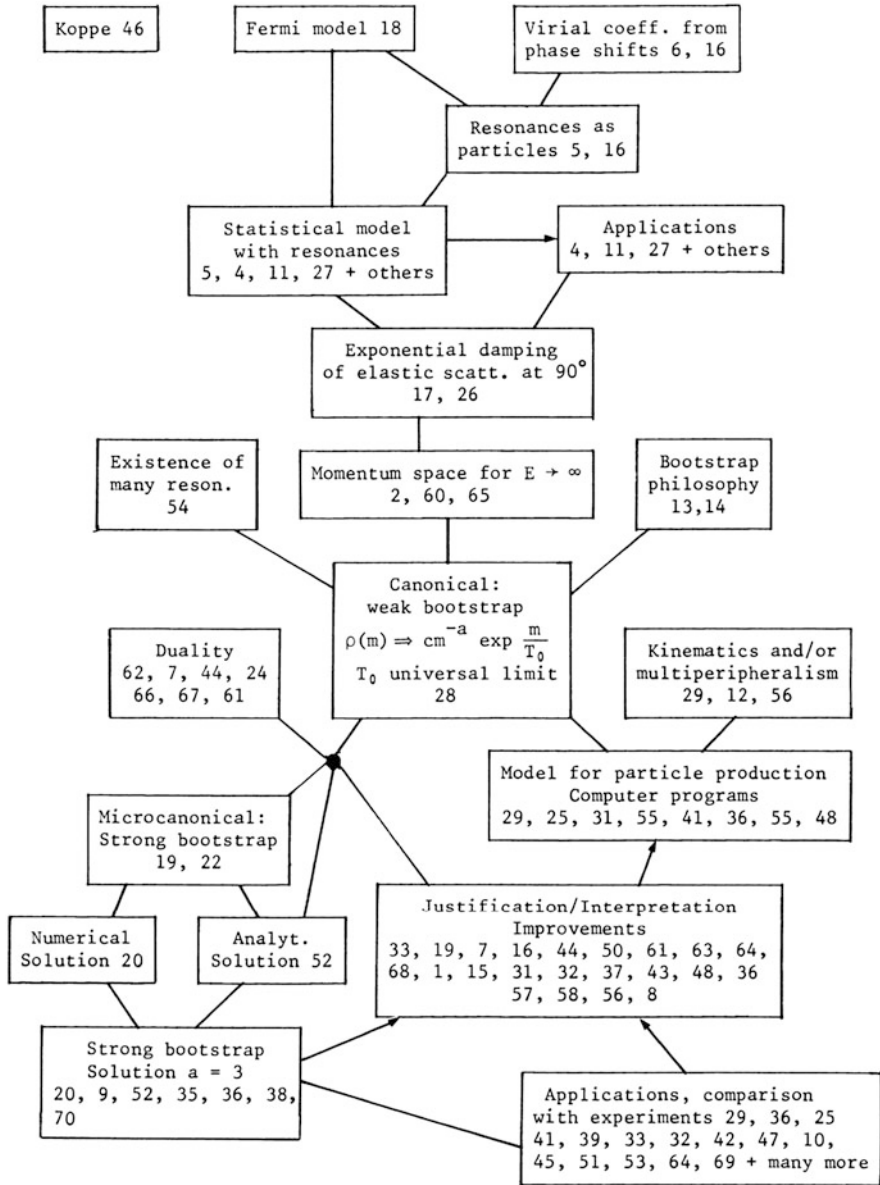 Koppe 46
Fermi model 18
Virial coeff. from
phase shifts 6, 16
Resonances as
particles 5, 16
Statistical model
with resonances
5, 4, 11, 27 + others
Applications
4, 11, 27 + others
Exponential damping
of elastic scatt. at 90°
17, 26
Existence of
many reson.
54
Momentum space for E → ∞
2, 60, 65
Bootstrap
philosophy
13,14
Canonical:
weak bootstrap
ρ(m) ⇒ cm^-a exp m/T₀
T₀ universal limit
28
Duality
62, 7, 44, 24
66, 67, 61
Kinematics and/or
multiperipheralism
29, 12, 56
Model for particle production
Computer programs
29, 25, 31, 55, 41, 36, 55, 48
Microcanonical:
Strong bootstrap
19, 22
Numerical
Solution 20
Analyt.
Solution 52
Justification/Interpretation
Improvements
33, 19, 7, 16, 44, 50, 61, 63, 64,
68, 1, 15, 31, 32, 37, 43, 48, 36
57, 58, 56, 8
Strong bootstrap
Solution a = 3
20, 9, 52, 35, 36, 38,
70
Applications, comparison
with experiments 29, 36, 25
41, 39, 33, 32, 42, 47, 10,
45, 51, 53, 64, 69 + many more